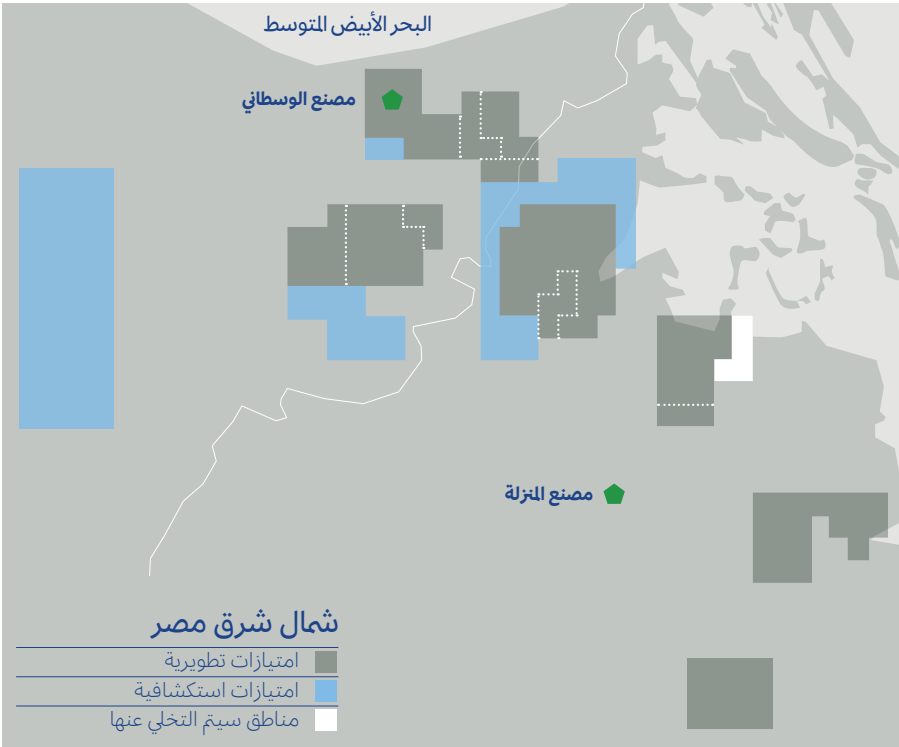 البحر الأبيض المتوسط
مصنع الوسطاني
مصنع المنزلة
شمال شرق مصر
امتيازات تطويرية
امتيازات استكشافية
مناطق سيتم التخلي عنها